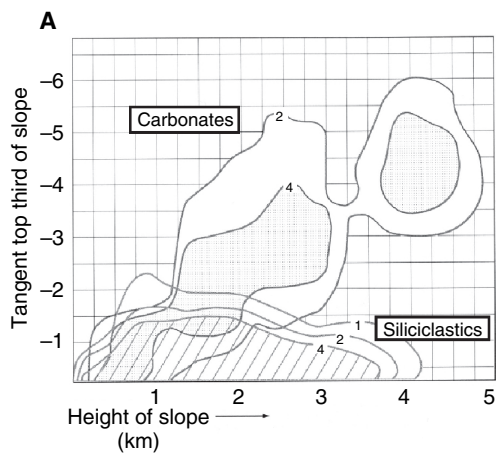 A
Tangent top third of slope
–6
–5
–4
–3
–2
–1
Carbonates
2
4
1
2
4
Siliciclastics
1 2 3 4 5
Height of slope
(km)